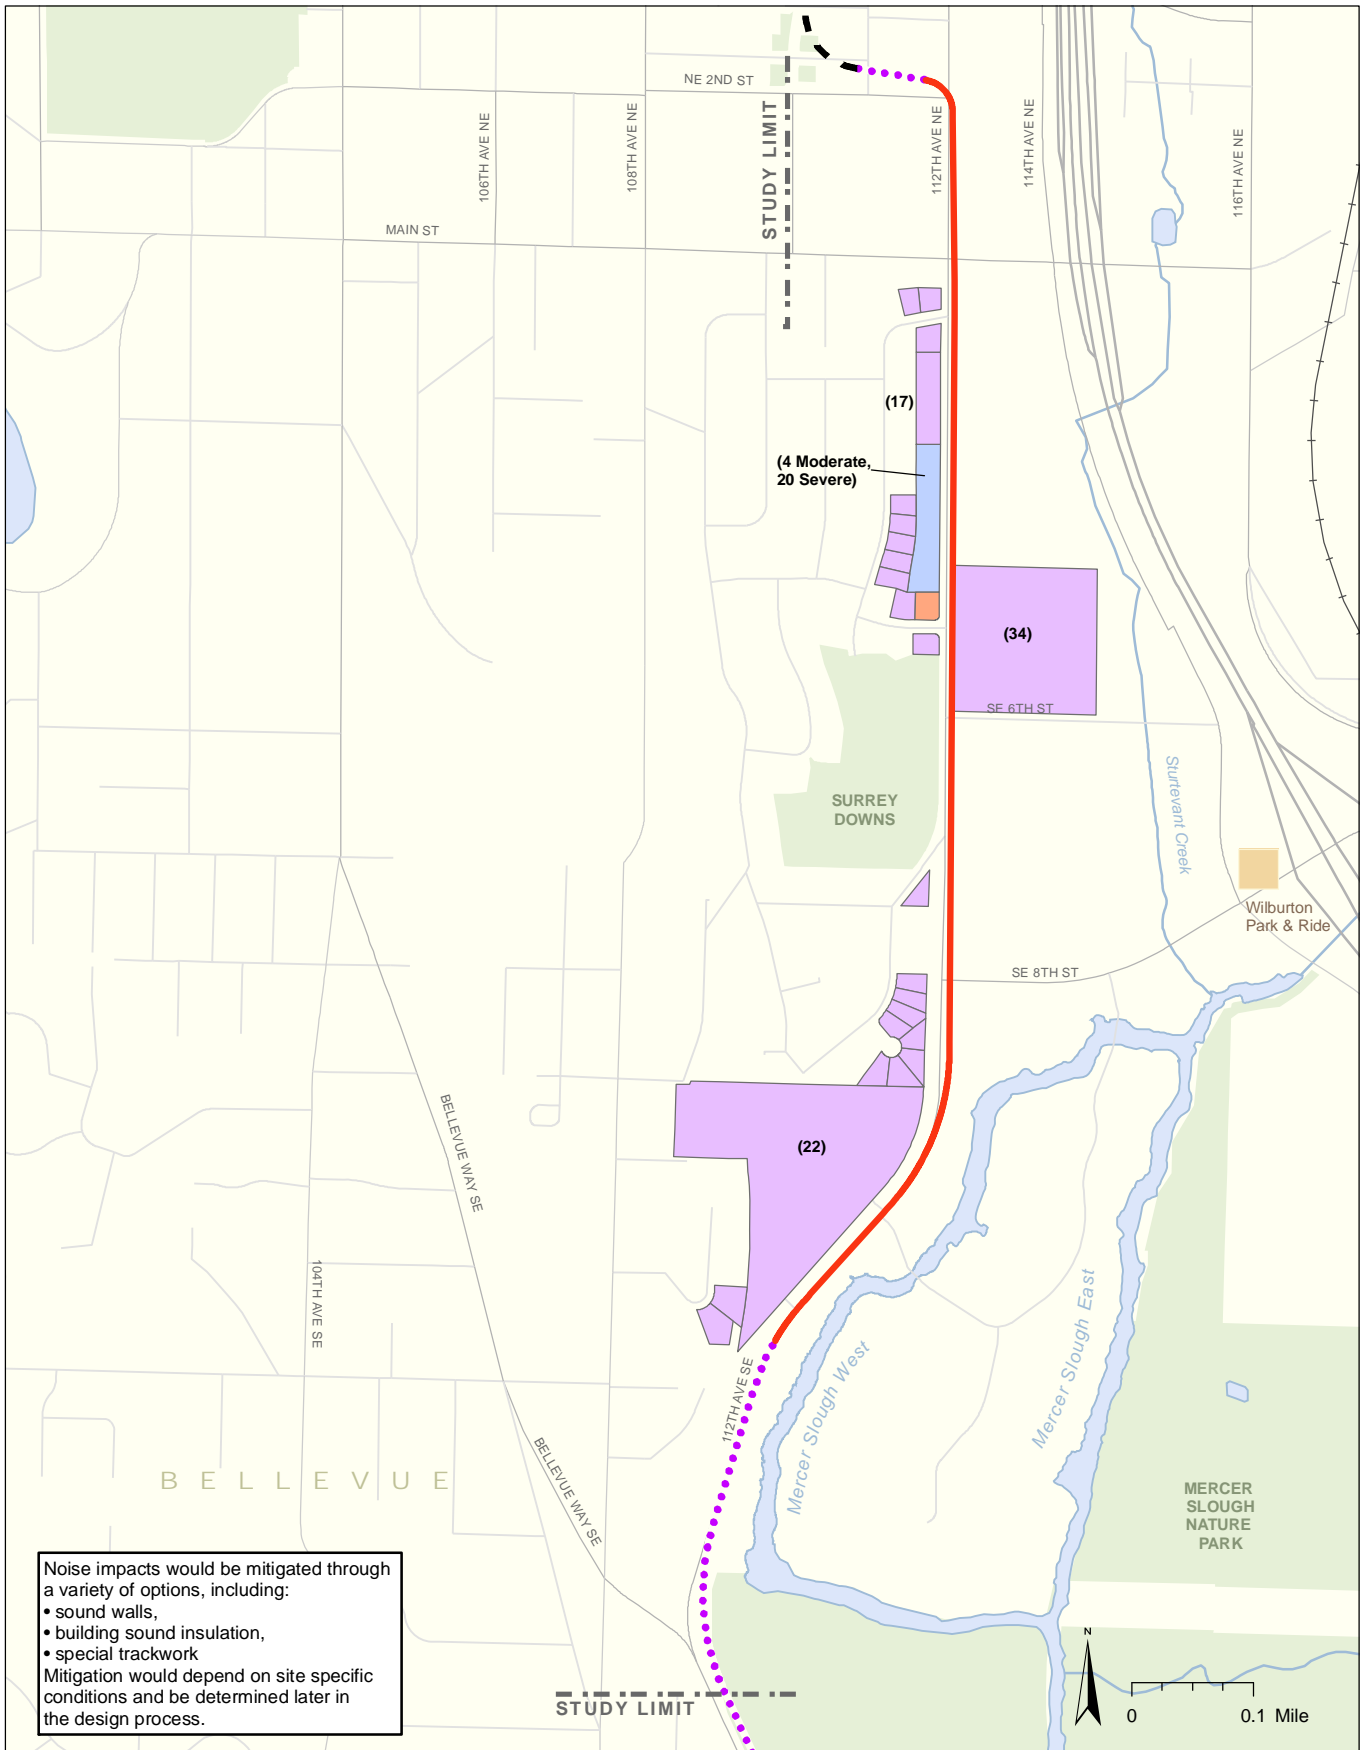 NE 2ND ST
STUDY LIMIT
106TH AVE NE
108TH AVE NE
112TH AVE NE
114TH AVE NE
116TH AVE NE
MAIN ST
(17)
(4 Moderate,
20 Severe)
(34)
SE 6TH ST
SURREY
DOWNS
Sturtevant Creek
Wilburton
Park & Ride
SE 8TH ST
BELLEVUE WAY SE
(22)
104TH AVE SE
112TH AVE SE
Mercer Slough West
Mercer Slough East
BELLEVUE
BELLEVUE WAY SE
MERCER
SLOUGH
NATURE
PARK
Noise impacts would be mitigated through
a variety of options, including:
• sound walls,
• building sound insulation,
• special trackwork
Mitigation would depend on site specific
conditions and be determined later in
the design process.
STUDY LIMIT
N
0 0.1 Mile